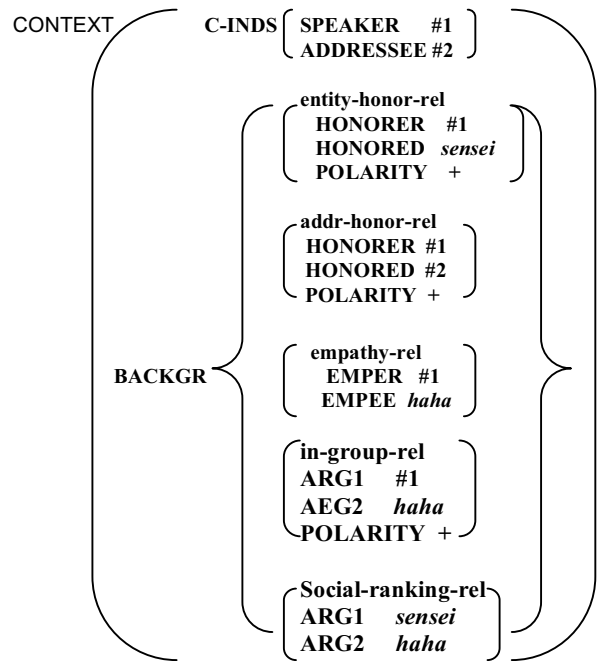 CONTEXT C-INDS SPEAKER #1
ADDRESSEE #2
entity-honor-rel
HONORER #1
HONORED sensei
POLARITY +
addr-honor-rel
HONORER #1
HONORED #2
POLARITY +
empathy-rel
EMPER #1
BACKGR EMPEE haha
in-group-rel
ARG1 #1
AEG2 haha
POLARITY +
Social-ranking-rel
ARG1 sensei
ARG2 haha